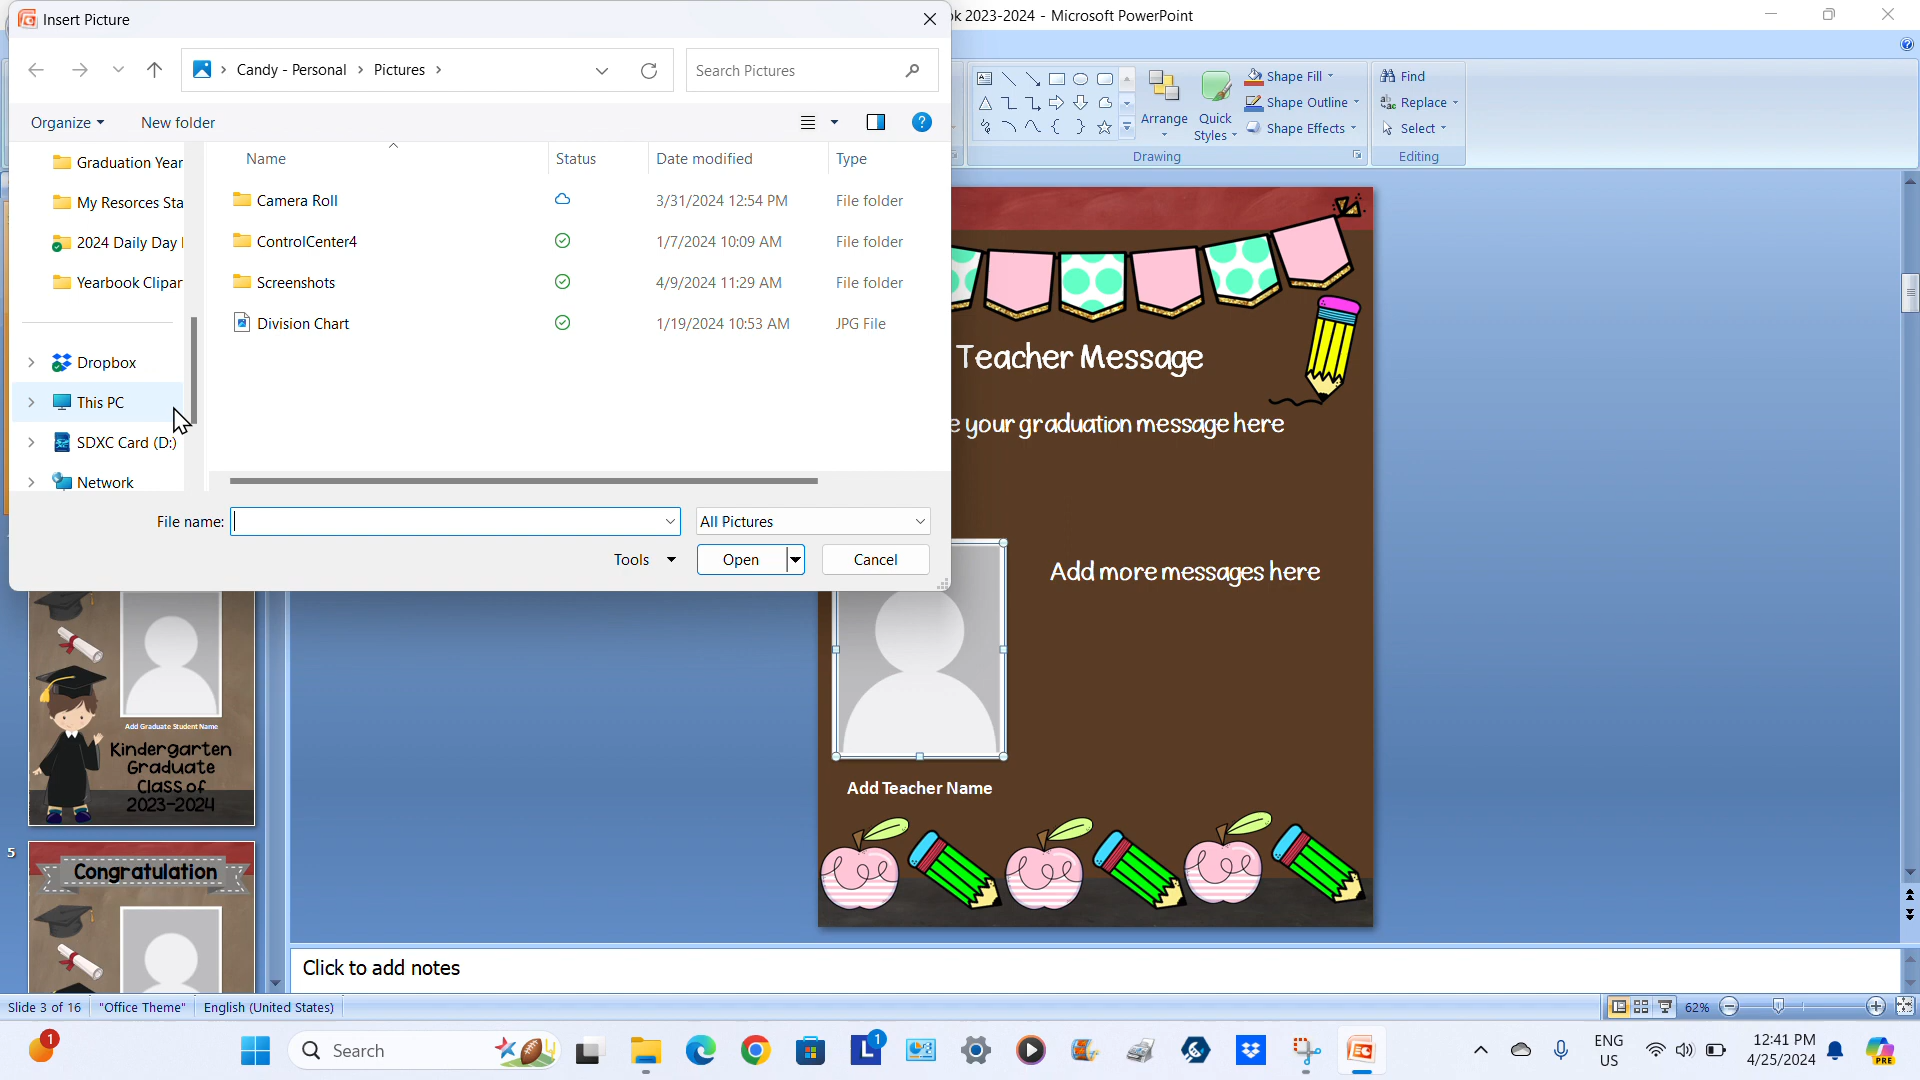 Insert Picture
ok 2023-2024 - Microsoft PowerPoint
Candy - Personal > Pictures >
Search Pictures
Organize
New folder
Shape Fill
Shape Outline
Shape Effects
Arrange
Quick
Styles
Drawing
Find
Replace
Select
Editing
Name
Status
Date modified
Type
Graduation Year
My Resorces Sta
2024 Daily Day
Yearbook Clipar
Camera Roll 3/31/2024 12:54 PM File folder
ControlCenter4 1/7/2024 10:09 AM File folder
Screenshots 4/9/2024 11:29 AM File folder
Division Chart 1/19/2024 10:53 AM JPG File
Dropbox
This PC
SDXC Card (D:)
Network
File name:
All Pictures
Tools
Open
Cancel
Teacher Message
e your graduation message here
Add more messages here
Add Teacher Name
Add Graduate Student Name
Kindergarten
Graduate
Class of
2023-2024
5
Congratulation
Click to add notes
Slide 3 of 16
"Office Theme"
English (United States)
62%
1
Search
1
ENG
US
12:41 PM
4/25/2024
PRE